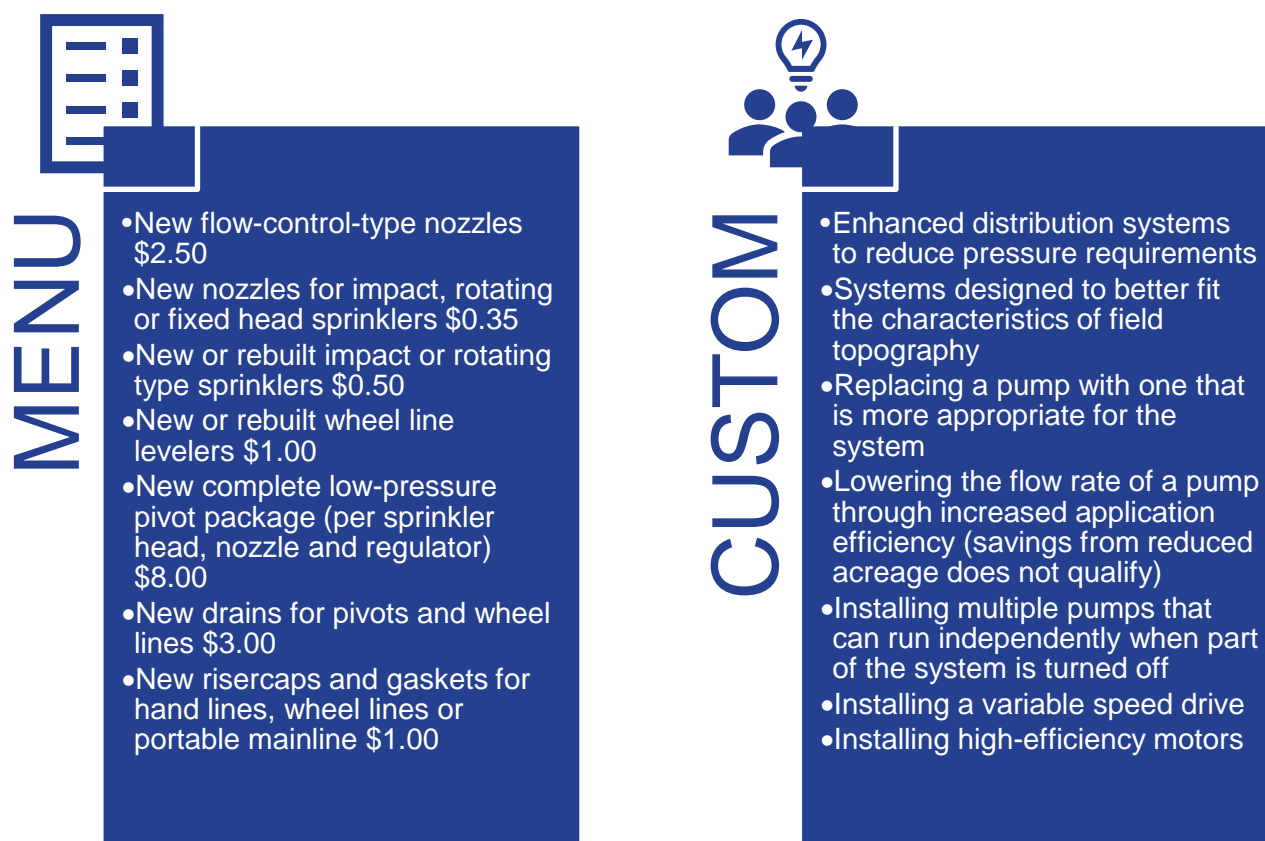 MENU
•New flow-control-type nozzles
$2.50
•New nozzles for impact, rotating
or fixed head sprinklers $0.35
•New or rebuilt impact or rotating
type sprinklers $0.50
•New or rebuilt wheel line
levelers $1.00
•New complete low-pressure
pivot package (per sprinkler
head, nozzle and regulator)
$8.00
•New drains for pivots and wheel
lines $3.00
•New risercaps and gaskets for
hand lines, wheel lines or
portable mainline $1.00
CUSTOM
•Enhanced distribution systems
to reduce pressure requirements
•Systems designed to better fit
the characteristics of field
topography
•Replacing a pump with one that
is more appropriate for the
system
•Lowering the flow rate of a pump
through increased application
efficiency (savings from reduced
acreage does not qualify)
•Installing multiple pumps that
can run independently when part
of the system is turned off
•Installing a variable speed drive
•Installing high-efficiency motors